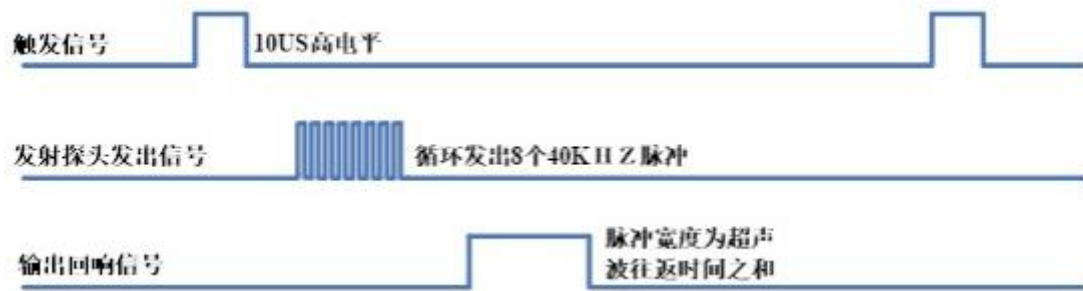 触发信号
10US高电平
发射探头发出信号
循环发出8个40KHZ脉冲
脉冲宽度为超声
波往返时间之和
输出回响信号